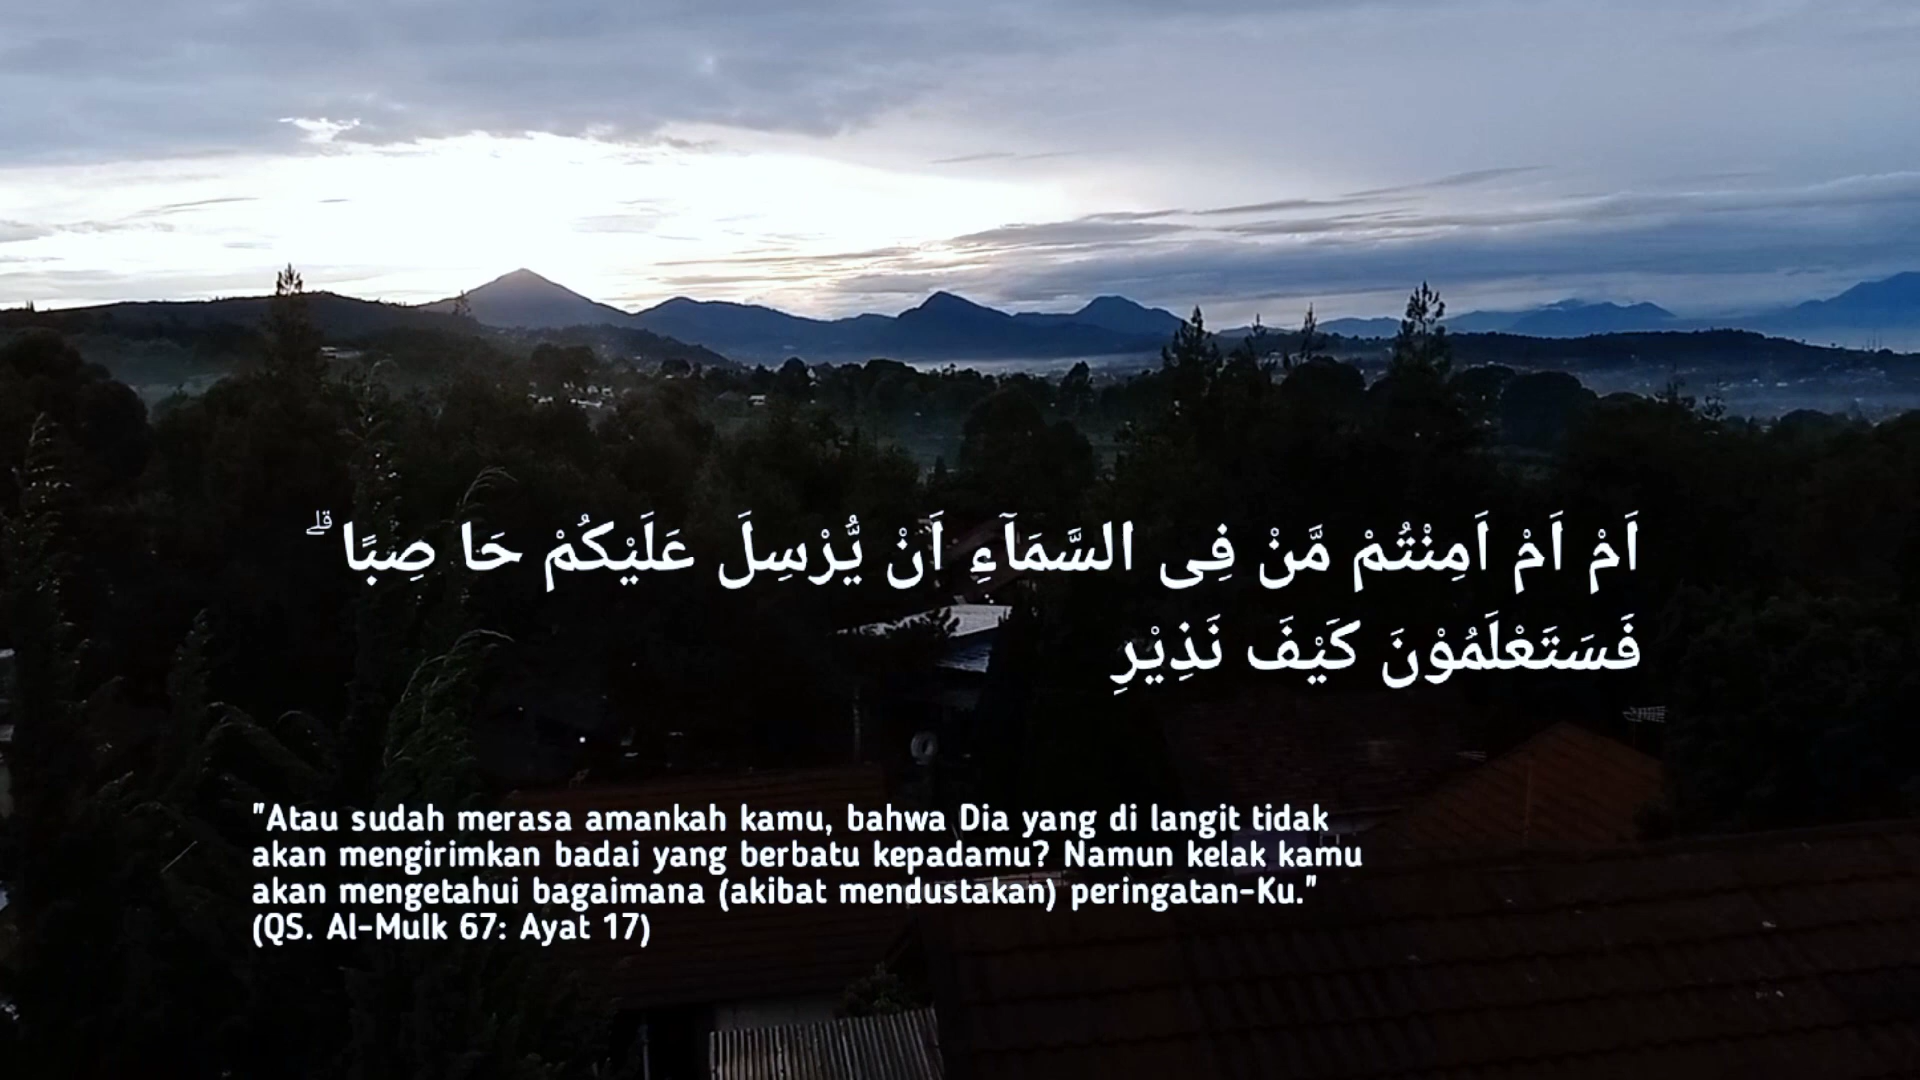 اَمْ اَمْ اَمِنْتُمْ مَّنْ فِى السَّمَآءِ اَنْ يُّرْسِلَ عَلَيْكُمْ حَا صِبًا ۗ
فَسَتَعْلَمُوْنَ كَيْفَ نَذِيْرِ
"Atau sudah merasa amankah kamu, bahwa Dia yang di langit tidak
akan mengirimkan badai yang berbatu kepadamu? Namun kelak kamu
akan mengetahui bagaimana (akibat mendustakan) peringatan-Ku."
(QS. Al-Mulk 67: Ayat 17)